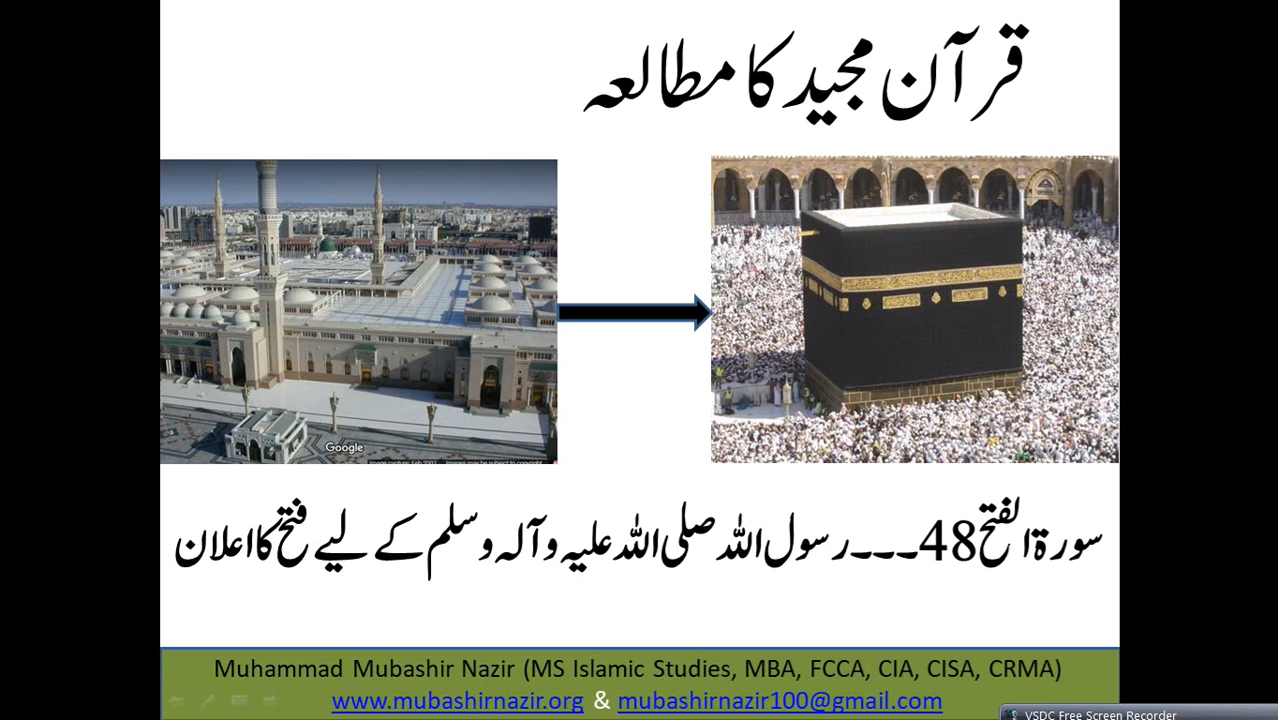 قرآن مجید کا مطالعہ
Google
سورۃ الفتح 48۔۔۔رسول اللہ صلی اللہ علیہ وآلہ وسلم کے لیے فتح کا اعلان
Muhammad Mubashir Nazir (MS Islamic Studies, MBA, FCCA, CIA, CISA, CRMA)
www.mubashirnazir.org & mubashirnazir100@gmail.com
VSDC Free Screen Recorder